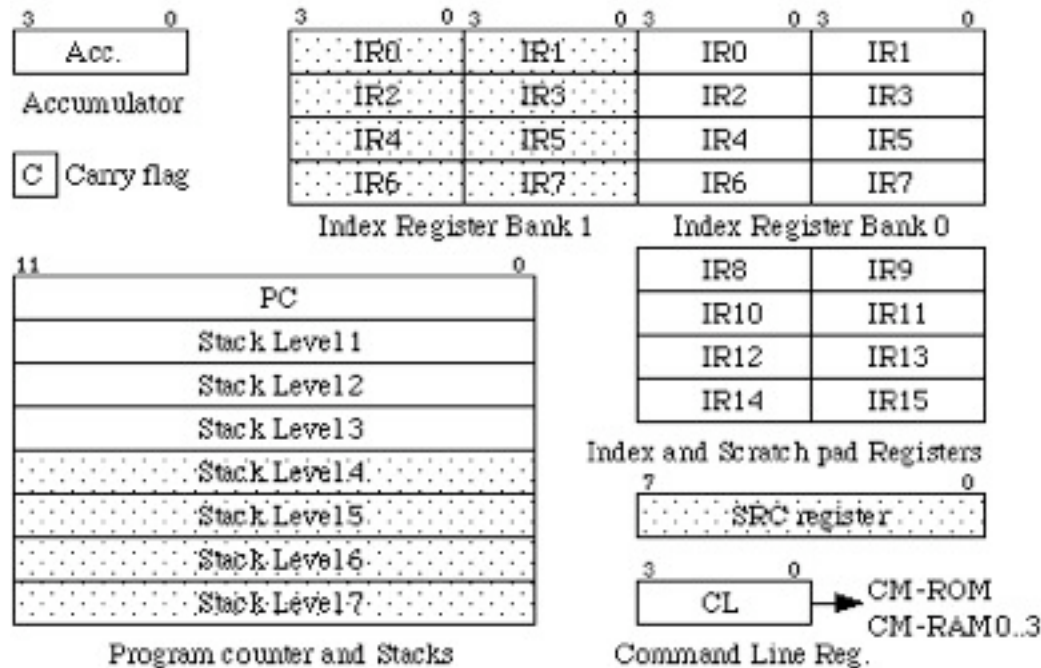 3 0
Acc.
Accumulator
C Carry flag
3 0 3 0 3 0 3 0
IR0 IR1 IR0 IR1
IR2 IR3 IR2 IR3
IR4 IR5 IR4 IR5
IR6 IR7 IR6 IR7
Index Register Bank 1 Index Register Bank 0
IR8 IR9
IR10 IR11
IR12 IR13
IR14 IR15
Index and Scratch pad Registers
11 0
PC
Stack Level 1
Stack Level 2
Stack Level 3
Stack Level 4
Stack Level 5
Stack Level 6
Stack Level 7
Program counter and Stacks
7 0
SRC register
3 0
CL
CM-ROM
CM-RAM0..3
Command Line Reg.